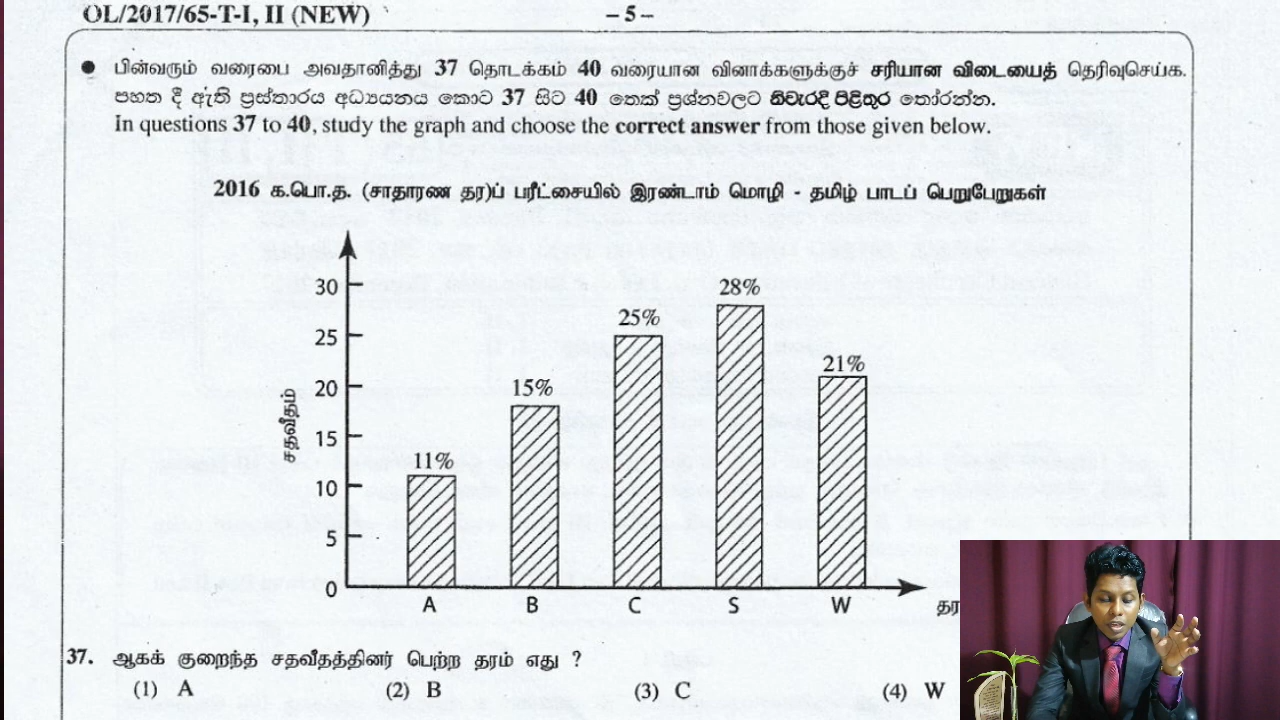 OL/2017/65-T-I, II (NEW)
– 5 –
● பின்வரும் வரைபை அவதானித்து 37 தொடக்கம் 40 வரையான வினாக்களுக்குச் சரியான விடையைத் தெரிவுசெய்க.
පහත දී ඇති ප්‍රස්තාරය අධ්‍යයනය කොට 37 සිට 40 තෙක් ප්‍රශ්නවලට නිවැරදි පිළිතුර තෝරන්න.
In questions 37 to 40, study the graph and choose the correct answer from those given below.
2016 க.பொ.த. (சாதாரண தர)ப் பரீட்சையில் இரண்டாம் மொழி - தமிழ் பாடப் பெறுபேறுகள்
சதவீதம்
30
25
20
15
10
5
0
11%
15%
25%
28%
21%
A B C S W தர
37. ஆகக் குறைந்த சதவீதத்தினர் பெற்ற தரம் எது ?
(1) A (2) B (3) C (4) W